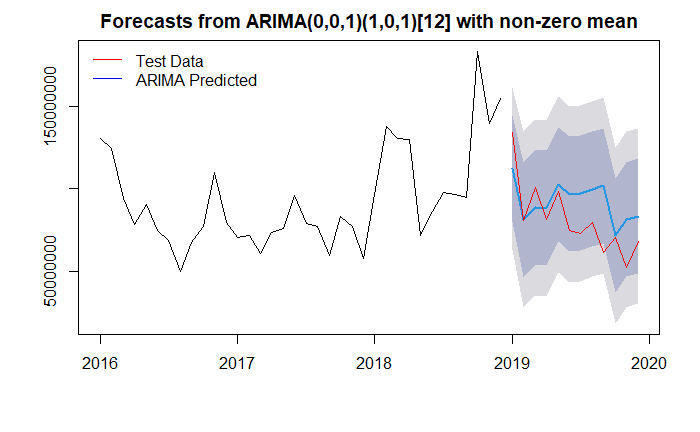 Forecasts from ARIMA(0,0,1)(1,0,1)[12] with non-zero mean
Test Data
ARIMA Predicted
150000000
50000000
2016 2017 2018 2019 2020